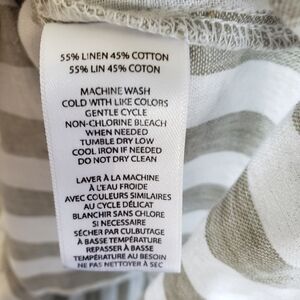 55% LINEN 45% COTTON
55% LIN 45% COTON
MACHINE WASH
COLD WITH LIKE COLORS
GENTLE CYCLE
NON-CHLORINE BLEACH
WHEN NEEDED
TUMBLE DRY LOW
COOL IRON IF NEEDED
DO NOT DRY CLEAN
LAVER À LA MACHINE
À L'EAU FROIDE
AVEC COULEURS SIMILAIRES
AU CYCLE DÉLICAT
BLANCHIR SANS CHLORE
SI NECESSAIRE
SÉCHER PAR CULBUTAGE
À BASSE TEMPÉRATURE
REPASSER À BASSE
TEMPÉRATURE AU BESOIN
NE PAS NETTOYER À SEC